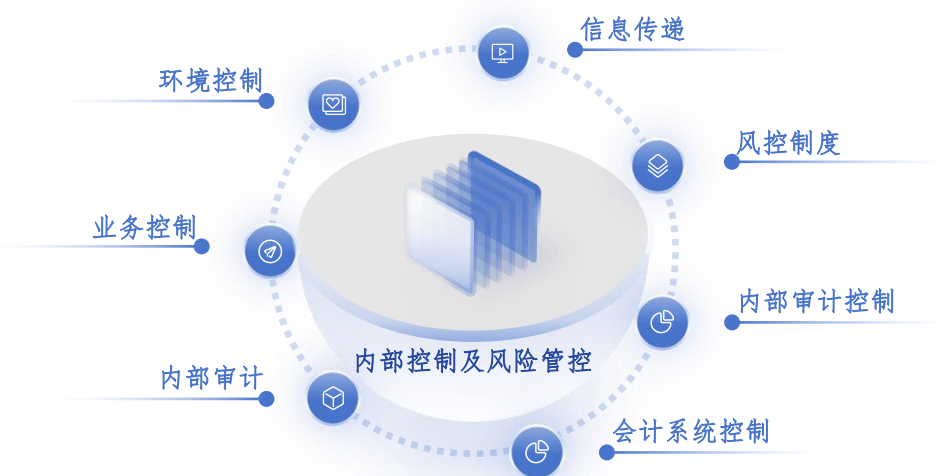 信息传递
环境控制
风控制度
业务控制
内部审计控制
内部控制及风险管控
内部审计
会计系统控制